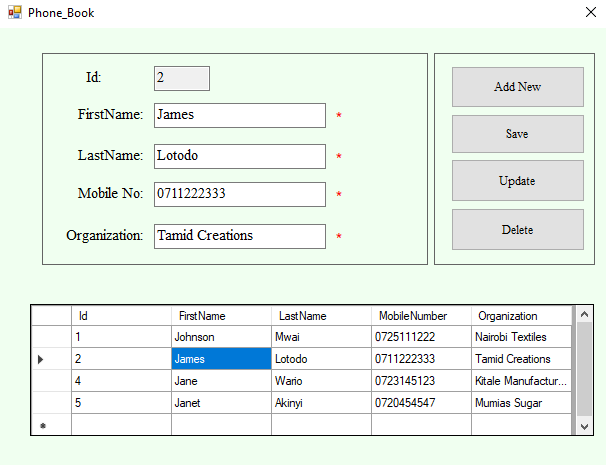 Phone_Book
Id: 2
FirstName: James *
LastName: Lotodo *
Mobile No: 0711222333 *
Organization: Tamid Creations *
Add New
Save
Update
Delete
Id FirstName LastName MobileNumber Organization
1 Johnson Mwai 0725111222 Nairobi Textiles
2 James Lotodo 0711222333 Tamid Creations
4 Jane Wario 0723145123 Kitale Manufactur...
5 Janet Akinyi 0720454547 Mumias Sugar
*